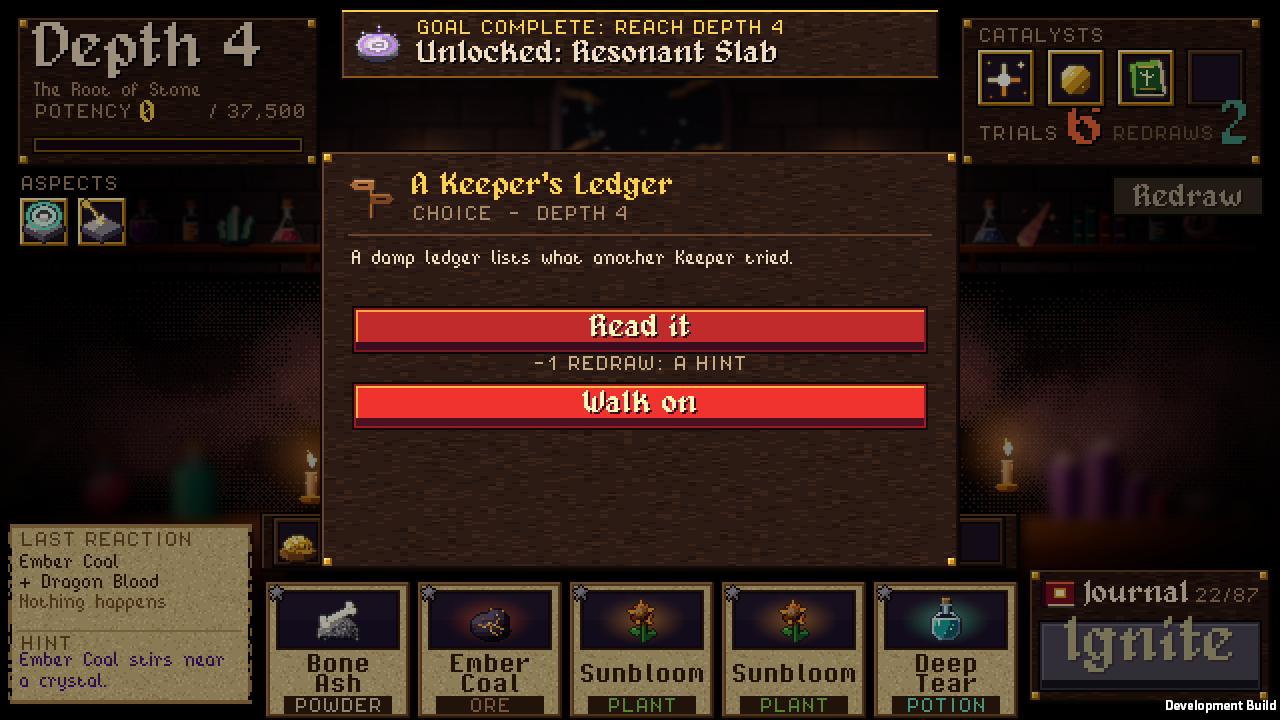 Depth 4
The Root of Stone
POTENCY 0 / 37,500
ASPECTS
GOAL COMPLETE: REACH DEPTH 4
Unlocked: Resonant Slab
CATALYSTS
TRIALS 6 REDRAWS 2
Redraw
A Keeper's Ledger
CHOICE - DEPTH 4
A damp ledger lists what another Keeper tried.
Read it
-1 REDRAW: A HINT
Walk on
LAST REACTION
Ember Coal
+ Dragon Blood
Nothing happens
HINT
Ember Coal stirs near
a crystal.
Bone
Ash
POWDER
Ember
Coal
ORE
Sunbloom
PLANT
Sunbloom
PLANT
Deep
Tear
POTION
Journal 22/87
Ignite
Development Build